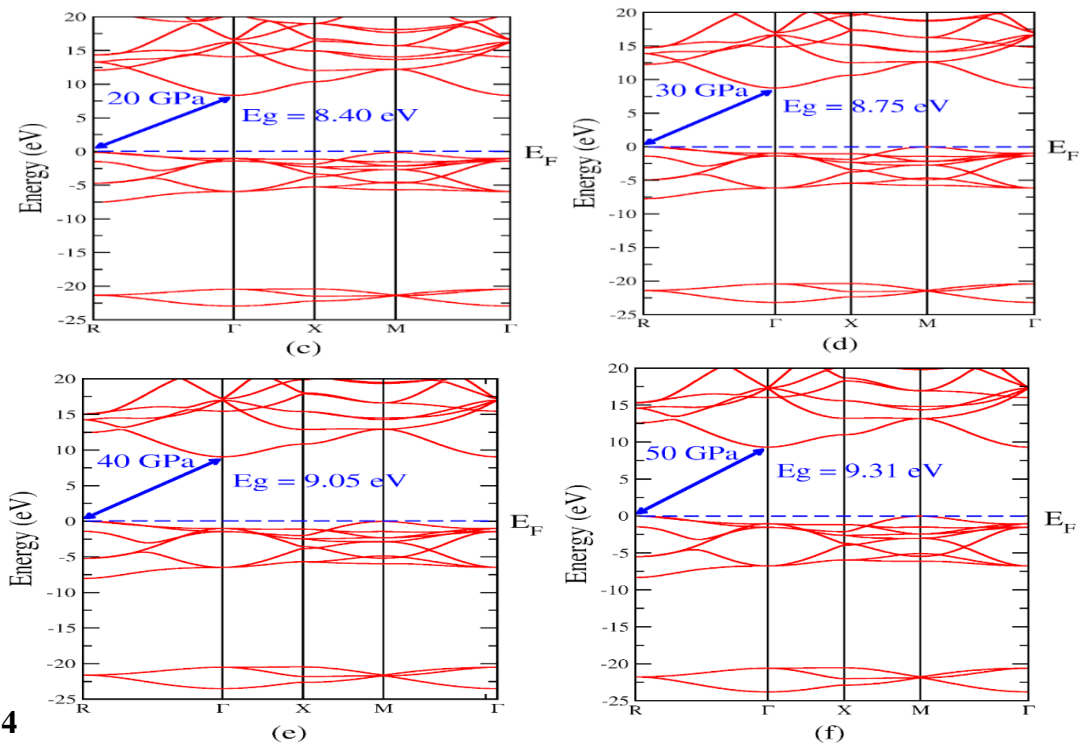 20
15
10
5
0
-5
-10
-15
-20
-25
Energy (eV)
20 GPa
Eg = 8.40 eV
E_F
R Γ X M Γ
(c)
20
15
10
5
0
-5
-10
-15
-20
-25
Energy (eV)
30 GPa
Eg = 8.75 eV
E_F
R Γ X M Γ
(d)
20
15
10
5
0
-5
-10
-15
-20
-25
Energy (eV)
40 GPa
Eg = 9.05 eV
E_F
R Γ X M Γ
(e)
20
15
10
5
0
-5
-10
-15
-20
-25
Energy (eV)
50 GPa
Eg = 9.31 eV
E_F
R Γ X M Γ
(f)
4